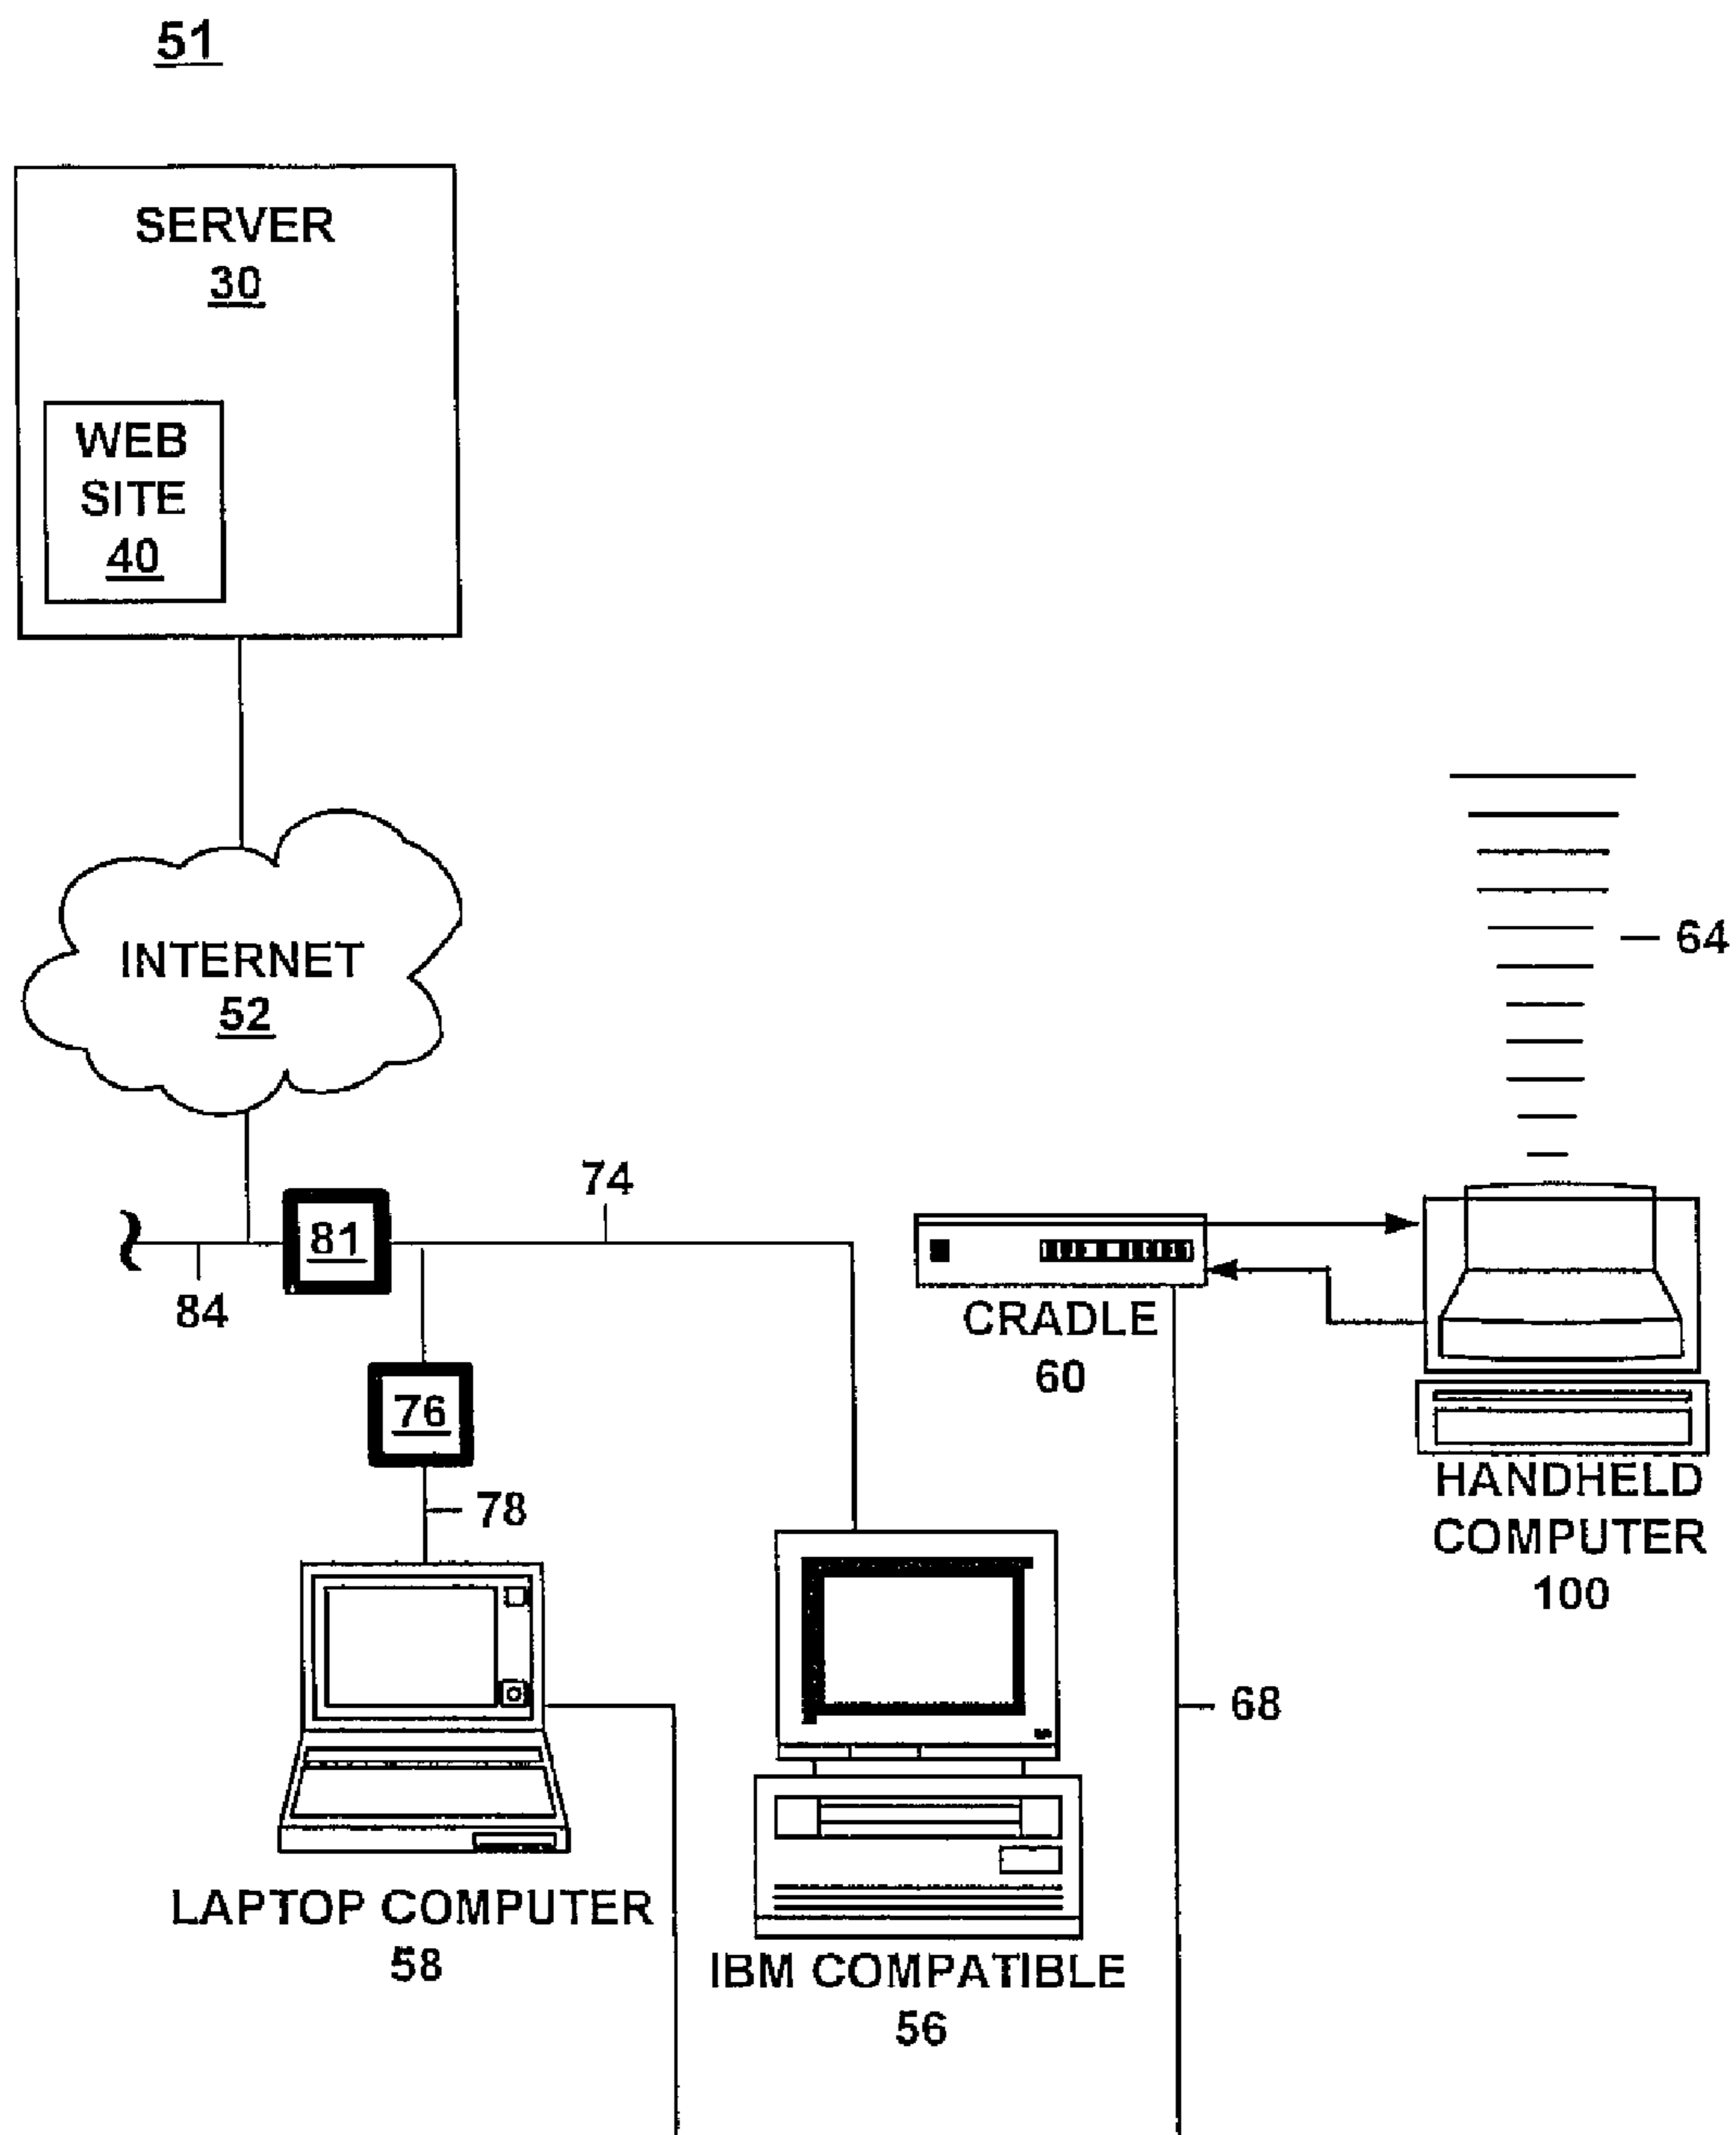 51
SERVER
30
WEB
SITE
40
INTERNET
52
64
74
81
84
CRADLE
60
76
78
HANDHELD
COMPUTER
100
68
LAPTOP COMPUTER
58
IBM COMPATIBLE
56